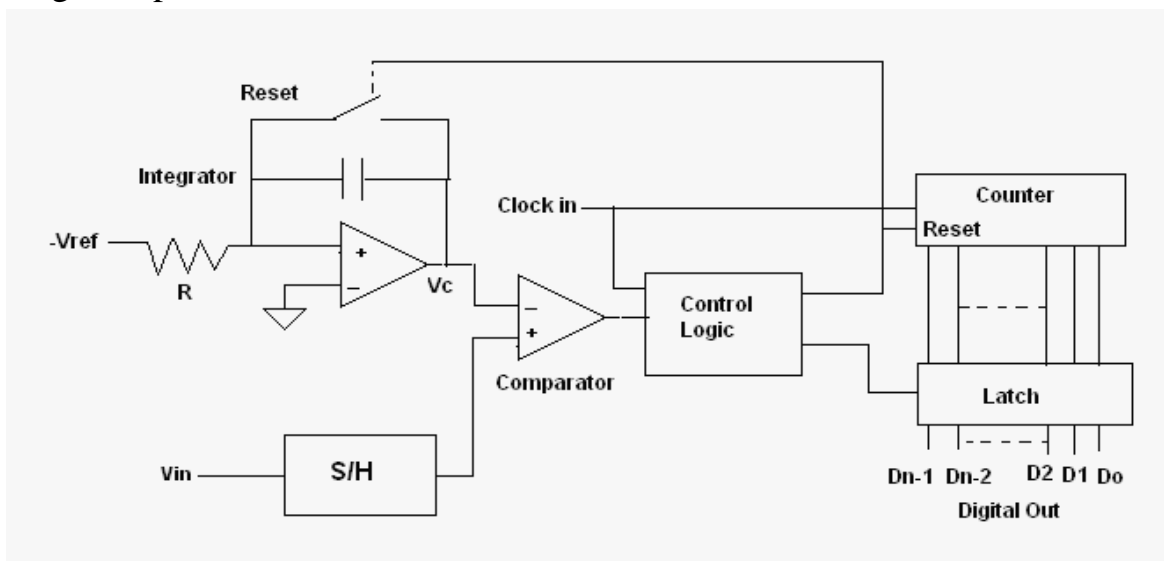 Reset
Integrator
-Vref
R
+
−
Vc
Clock in
Counter
Reset
−
+
Comparator
Control
Logic
Latch
Vin
S/H
Dn-1 Dn-2 D2 D1 Do
Digital Out